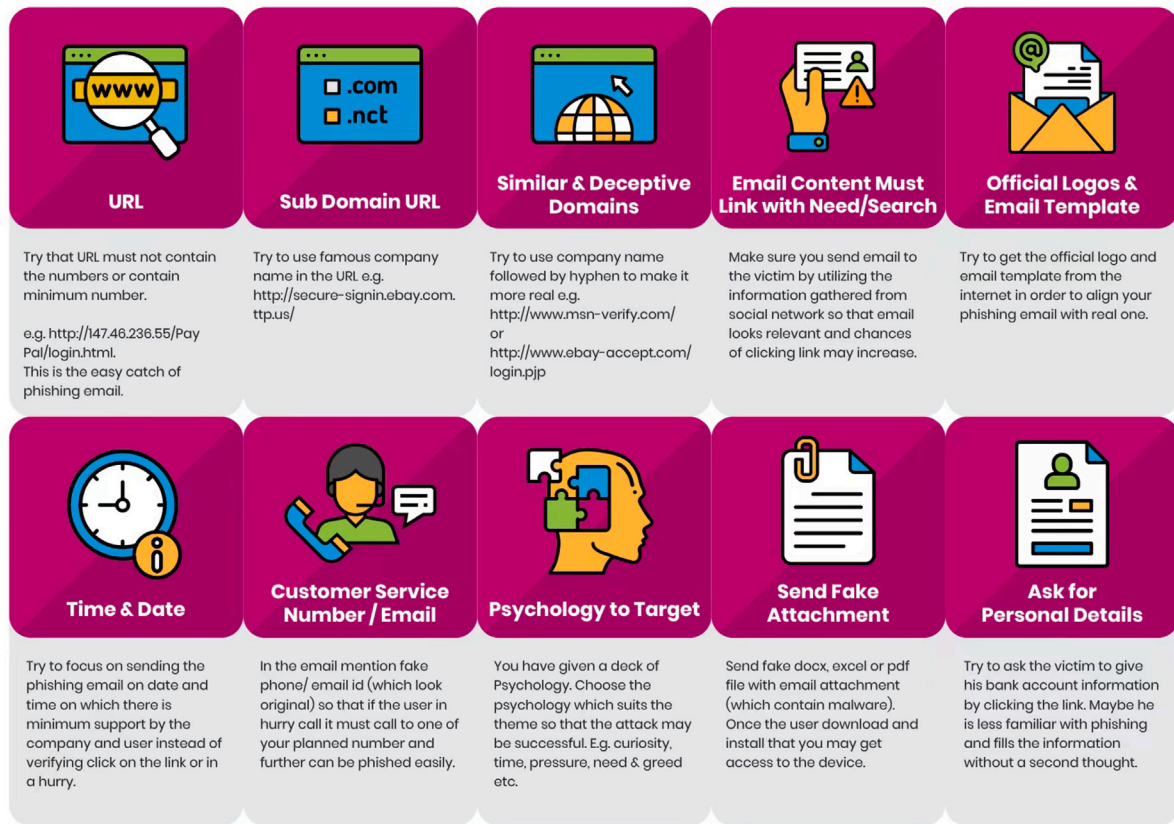 www
URL
Try that URL must not contain
the numbers or contain
minimum number.
e.g. http://147.46.236.55/Pay
Pal/login.html.
This is the easy catch of
phishing email.
.com
.nct
Sub Domain URL
Try to use famous company
name in the URL e.g.
http://secure-signin.ebay.com.
ttp.us/
Similar & Deceptive
Domains
Try to use company name
followed by hyphen to make it
more real e.g.
http://www.msn-verify.com/
or
http://www.ebay-accept.com/
login.pjp
Email Content Must
Link with Need/Search
Make sure you send email to
the victim by utilizing the
information gathered from
social network so that email
looks relevant and chances
of clicking link may increase.
@
Official Logos &
Email Template
Try to get the official logo and
email template from the
internet in order to align your
phishing email with real one.
i
Time & Date
Try to focus on sending the
phishing email on date and
time on which there is
minimum support by the
company and user instead of
verifying click on the link or in
a hurry.
Customer Service
Number / Email
In the email mention fake
phone/ email id (which look
original) so that if the user in
hurry call it must call to one of
your planned number and
further can be phished easily.
Psychology to Target
You have given a deck of
Psychology. Choose the
psychology which suits the
theme so that the attack may
be successful. E.g. curiosity,
time, pressure, need & greed
etc.
Send Fake
Attachment
Send fake docx, excel or pdf
file with email attachment
(which contain malware).
Once the user download and
install that you may get
access to the device.
Ask for
Personal Details
Try to ask the victim to give
his bank account information
by clicking the link. Maybe he
is less familiar with phishing
and fills the information
without a second thought.